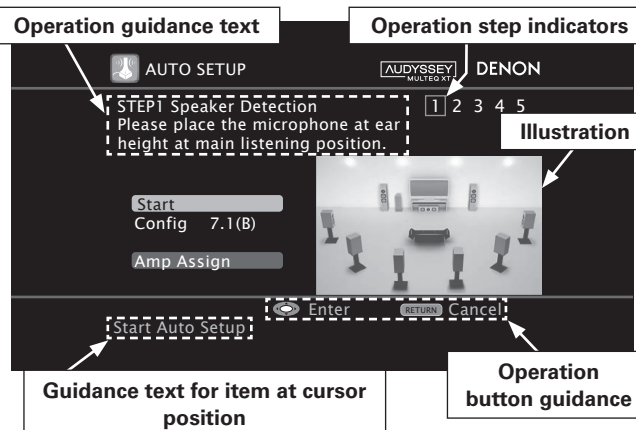 Operation guidance text
Operation step indicators
AUTO SETUP
AUDYSSEY
MULTEQ XT
DENON
STEP1 Speaker Detection
Please place the microphone at ear
height at main listening position.
1 2 3 4 5
Illustration
Start
Config 7.1(B)
Amp Assign
Enter
RETURN Cancel
Start Auto Setup
Guidance text for item at cursor
position
Operation
button guidance